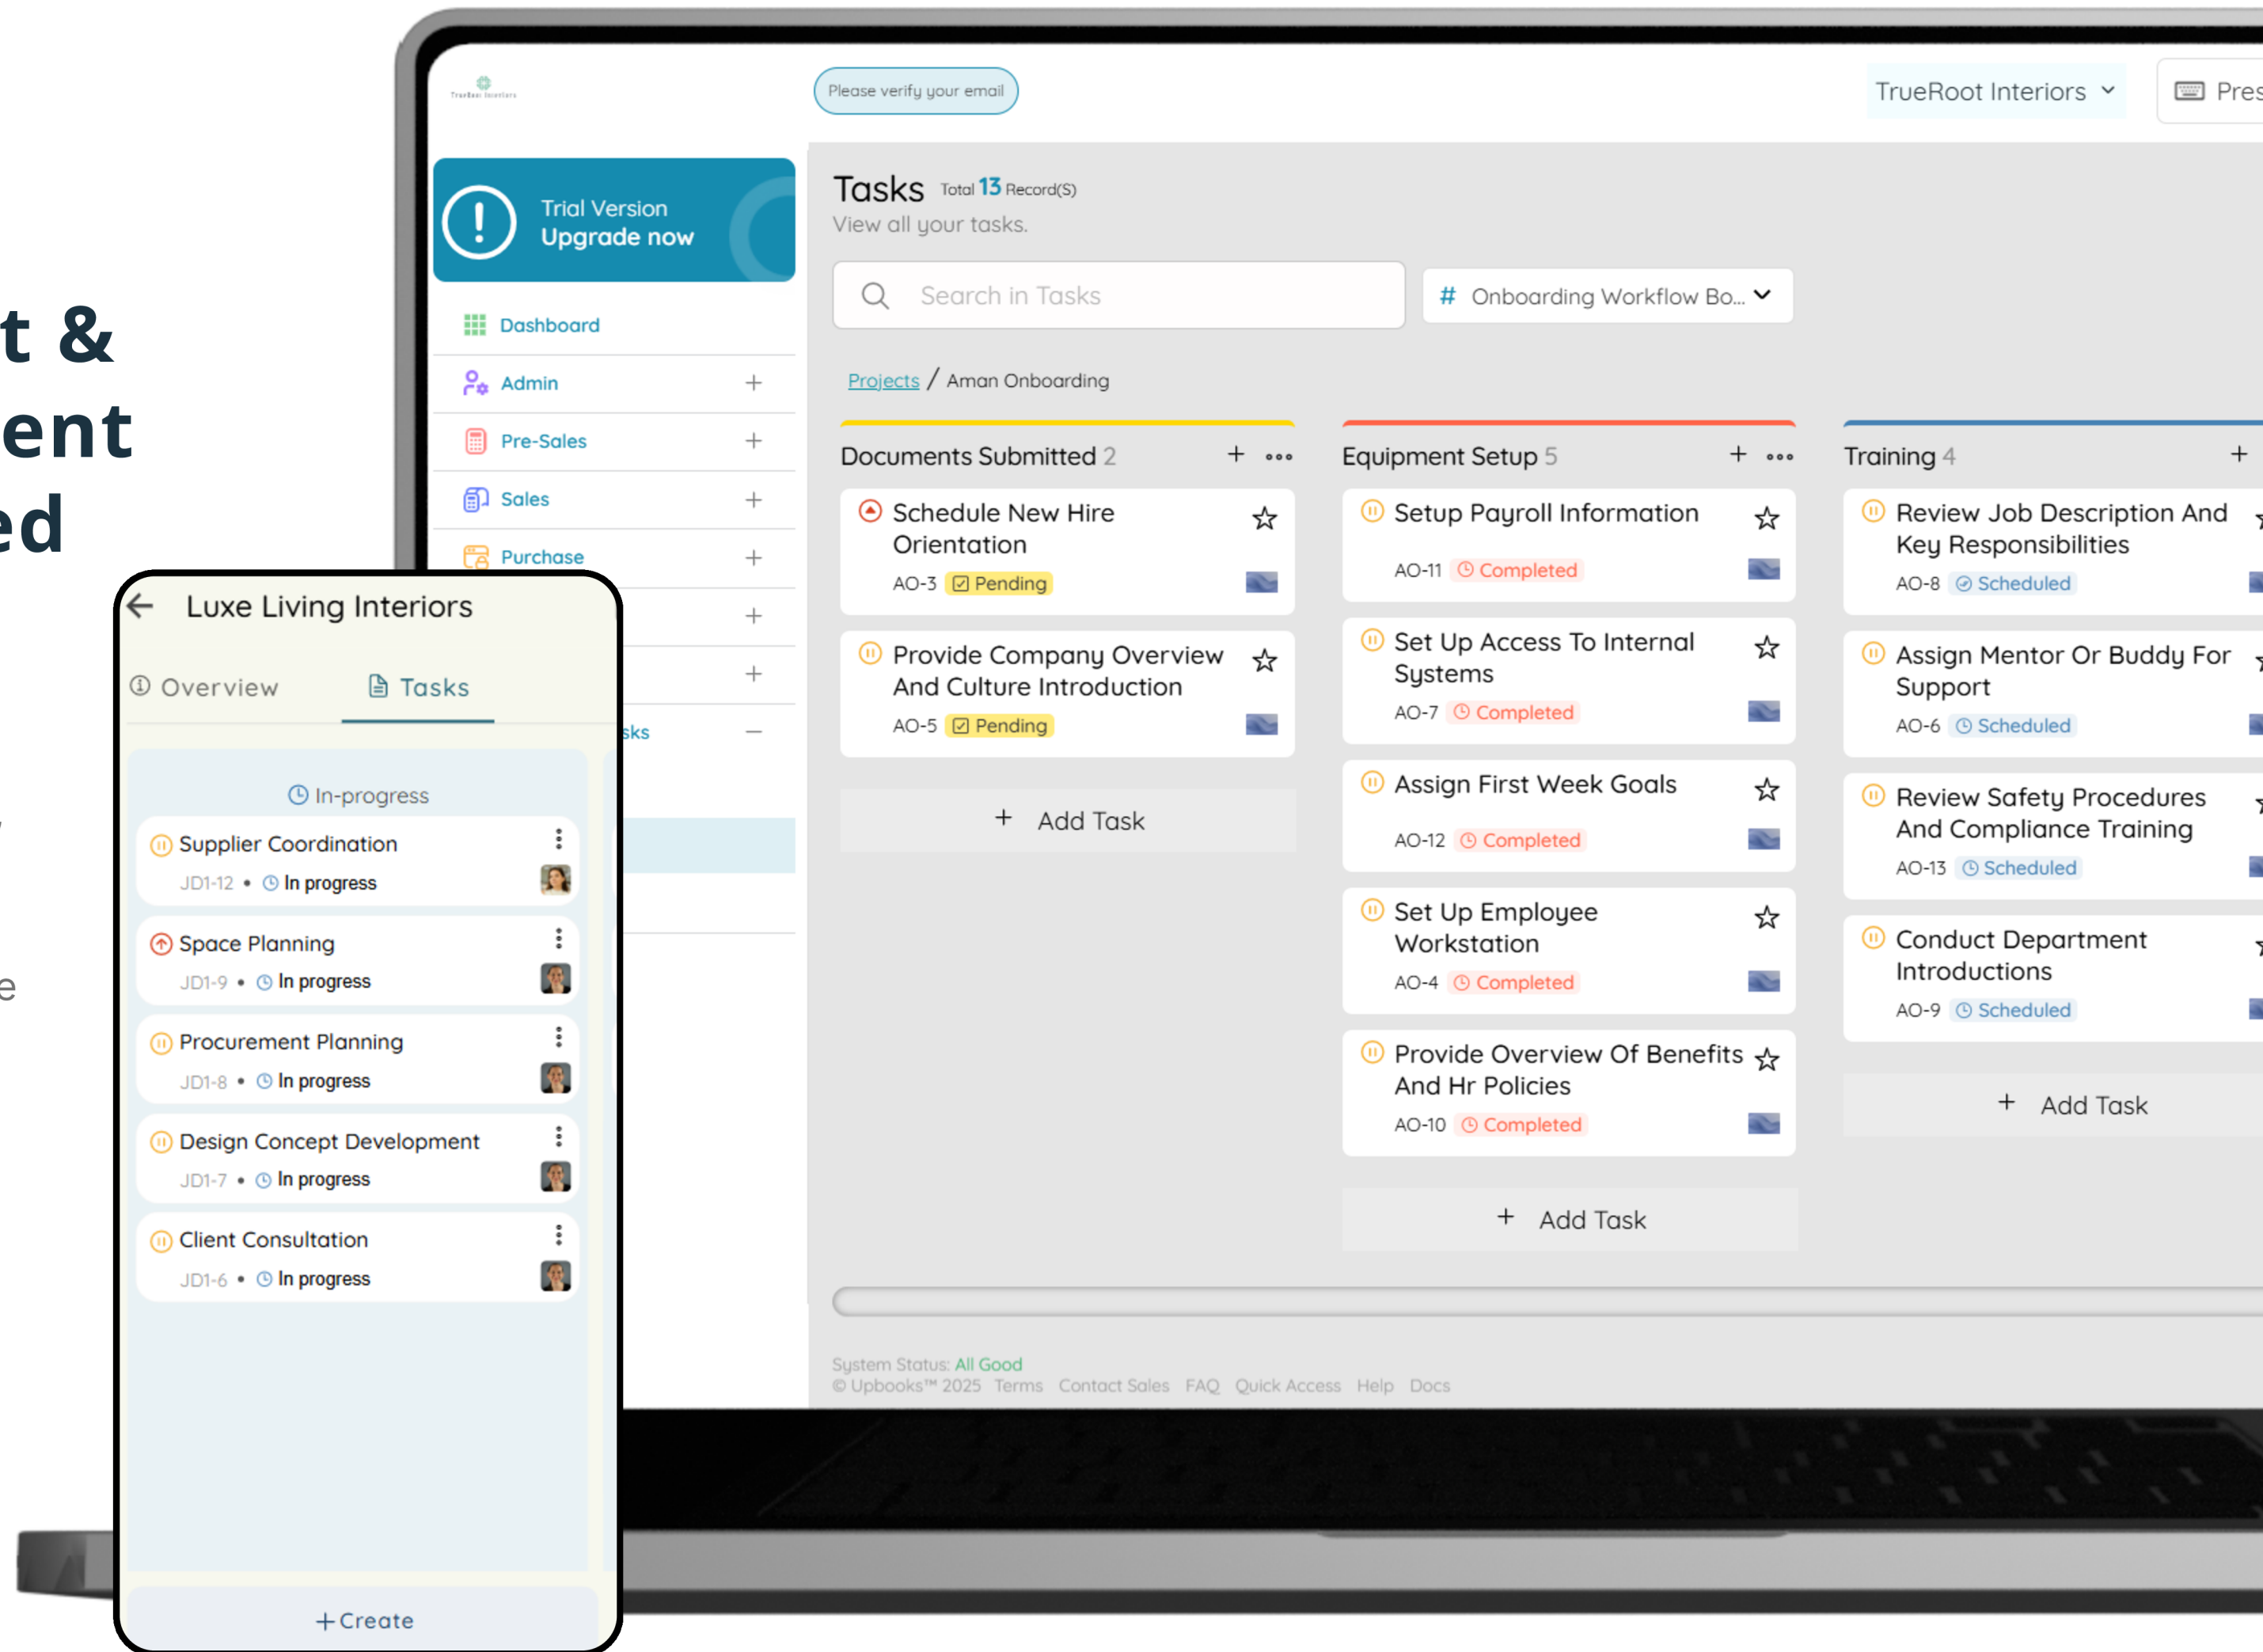 t &
ent
ed
e
TrueRoot Interiors
Please verify your email
TrueRoot Interiors
Trial Version
Upgrade now
Dashboard
Admin
Pre-Sales
Sales
Purchase
sks
Tasks Total 13 Record(S)
View all your tasks.
Search in Tasks
# Onboarding Workflow Bo...
Projects / Aman Onboarding
Documents Submitted 2
Schedule New Hire
Orientation
AO-3 Pending
Provide Company Overview
And Culture Introduction
AO-5 Pending
+ Add Task
Equipment Setup 5
Setup Payroll Information
AO-11 Completed
Set Up Access To Internal
Systems
AO-7 Completed
Assign First Week Goals
AO-12 Completed
Set Up Employee
Workstation
AO-4 Completed
Provide Overview Of Benefits
And Hr Policies
AO-10 Completed
+ Add Task
Training 4
Review Job Description And
Key Responsibilities
AO-8 Scheduled
Assign Mentor Or Buddy For
Support
AO-6 Scheduled
Review Safety Procedures
And Compliance Training
AO-13 Scheduled
Conduct Department
Introductions
AO-9 Scheduled
+ Add Task
System Status: All Good
© Upbooks™ 2025 Terms Contact Sales FAQ Quick Access Help Docs
Luxe Living Interiors
Overview
Tasks
In-progress
Supplier Coordination
JD1-12 • In progress
Space Planning
JD1-9 • In progress
Procurement Planning
JD1-8 • In progress
Design Concept Development
JD1-7 • In progress
Client Consultation
JD1-6 • In progress
+ Create